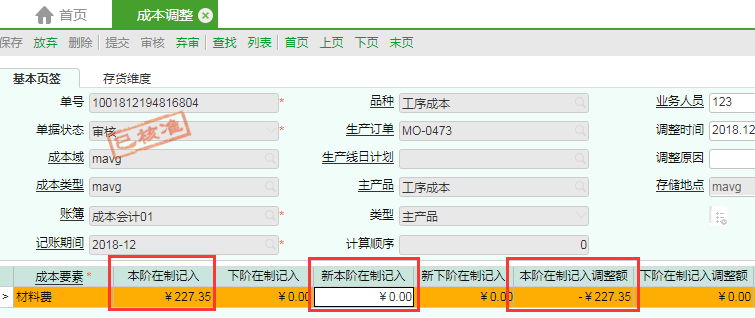 首页 成本调整
保存 放弃 删除 提交 审核 弃审 查找 列表 首页 上页 下页 末页
基本页签 存货维度
单号 1001812194816804 * 品种 工序成本 业务人员 123
单据状态 审核 * 生产订单 MO-0473 调整时间 2018.12
已核准
成本域 mavg 生产线日计划 调整原因
成本类型 mavg 主产品 工序成本 存储地点 mavg
账簿 成本会计01 * 类型 主产品
记账期间 2018-12 * 计算顺序 0
成本要素 * 本阶在制记入 下阶在制记入 新本阶在制记入 新下阶在制记入 本阶在制记入调整额 下阶在制记入调整额
> 材料费 ¥227.35 ¥0.00 ¥0.00 ¥0.00 -¥227.35 ¥0.00